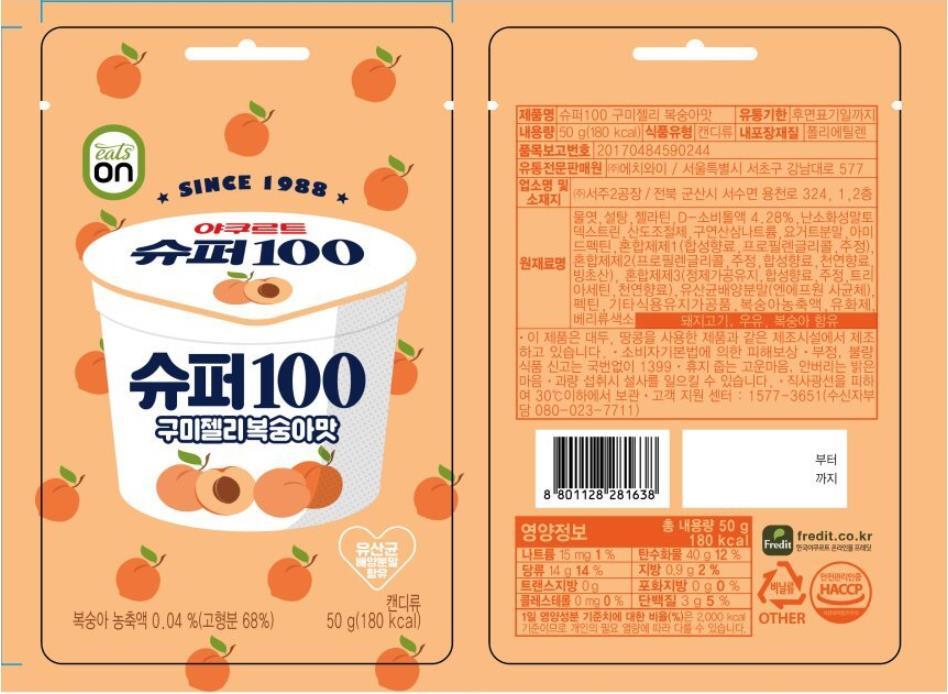 eats
on
SINCE 1988
야쿠르트
슈퍼100
슈퍼100
구미젤리복숭아맛
유산균
배양분말
함유
캔디류
복숭아 농축액 0.04 %(고형분 68%)
50 g(180 kcal)
제품명 슈퍼100 구미젤리 복숭아맛 유통기한 후면표기일까지
내용량 50 g(180 kcal) 식품유형 캔디류 내포장재질 폴리에틸렌
품목보고번호 20170484590244
유통전문판매원 ㈜에치와이 / 서울특별시 서초구 강남대로 577
업소명 및 소재지 ㈜서주2공장 / 전북 군산시 서수면 용천로 324, 1,2층
원재료명
물엿, 설탕, 젤라틴, D-소비톨액 4.28%, 난소화성말토
덱스트린, 산도조절제, 구연산삼나트륨, 요거트분말, 아미
드펙틴, 혼합제제1(합성향료, 프로필렌글리콜, 주정),
혼합제제2(프로필렌글리콜, 주정, 합성향료, 천연향료,
빙초산), 혼합제제3(정제가공유지, 합성향료, 주정, 트리
아세틴, 천연향료), 유산균배양분말(엔에프원 사균체),
펙틴, 기타식용유지가공품, 복숭아농축액, 유화제,
베리류색소 돼지고기, 우유, 복숭아 함유
• 이 제품은 대두, 땅콩을 사용한 제품과 같은 제조시설에서 제조
하고 있습니다. • 소비자기본법에 의한 피해보상 • 부정, 불량
식품 신고는 국번없이 1399 • 휴지 줍는 고운마음, 안버리는 밝은
마음 • 과량 섭취시 설사를 일으킬 수 있습니다. • 직사광선을 피하
며 30℃이하에서 보관 • 고객 지원 센터 : 1577-3651(수신자부
담 080-023-7711)
8 801128 281638
부터
까지
영양정보 총 내용량 50 g
180 kcal
나트륨 15 mg 1 % 탄수화물 40 g 12 %
당류 14 g 14 % 지방 0.9 g 2 %
트랜스지방 0 g 포화지방 0 g 0 %
콜레스테롤 0 mg 0 % 단백질 3 g 5 %
1일 영양성분 기준치에 대한 비율(%)은 2,000 kcal
기준이므로 개인의 필요 열량에 따라 다를 수 있습니다.
Fredit
fredit.co.kr
한국야쿠르트 온라인몰 프레딧
비닐류
OTHER
안전관리인증
HACCP
식품의약품안전처